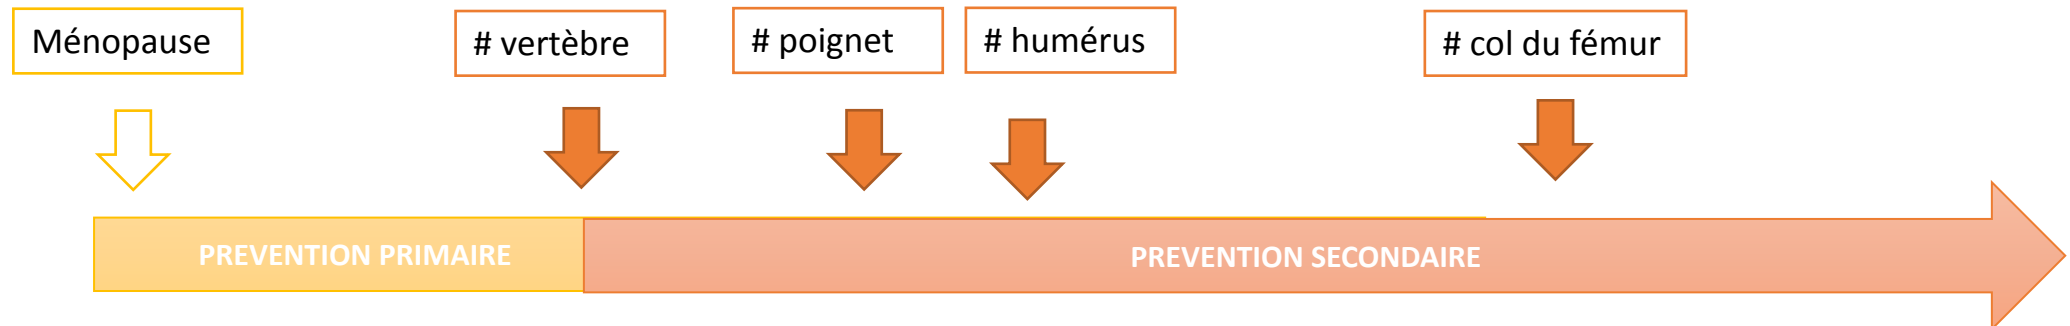 Ménopause
# vertèbre
# poignet
# humérus
# col du fémur
PREVENTION PRIMAIRE
PREVENTION SECONDAIRE